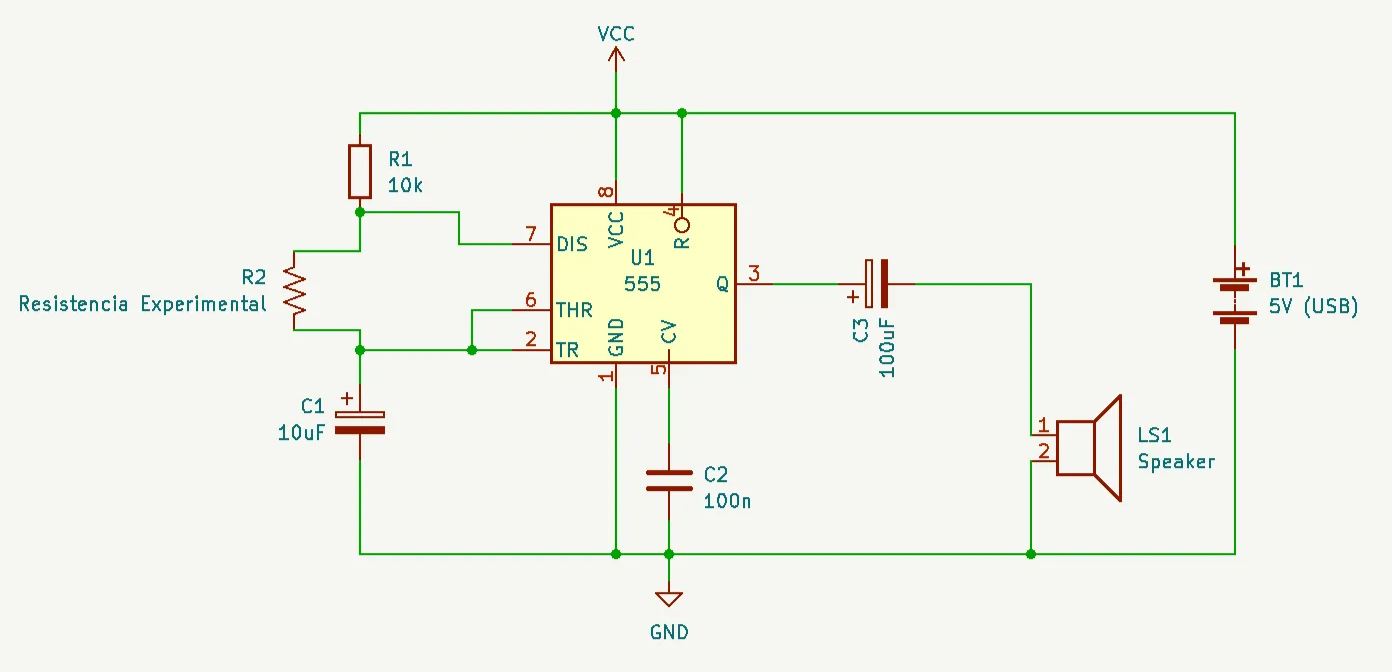 VCC
R1
10k
8
4
7
DIS
VCC
R
U1
555
R2
Resistencia Experimental
Q
3
BT1
5V (USB)
6
THR
+
+
C3
100uF
2
TR
GND
CV
1
5
+
C1
10uF
1
2
LS1
Speaker
C2
100n
GND